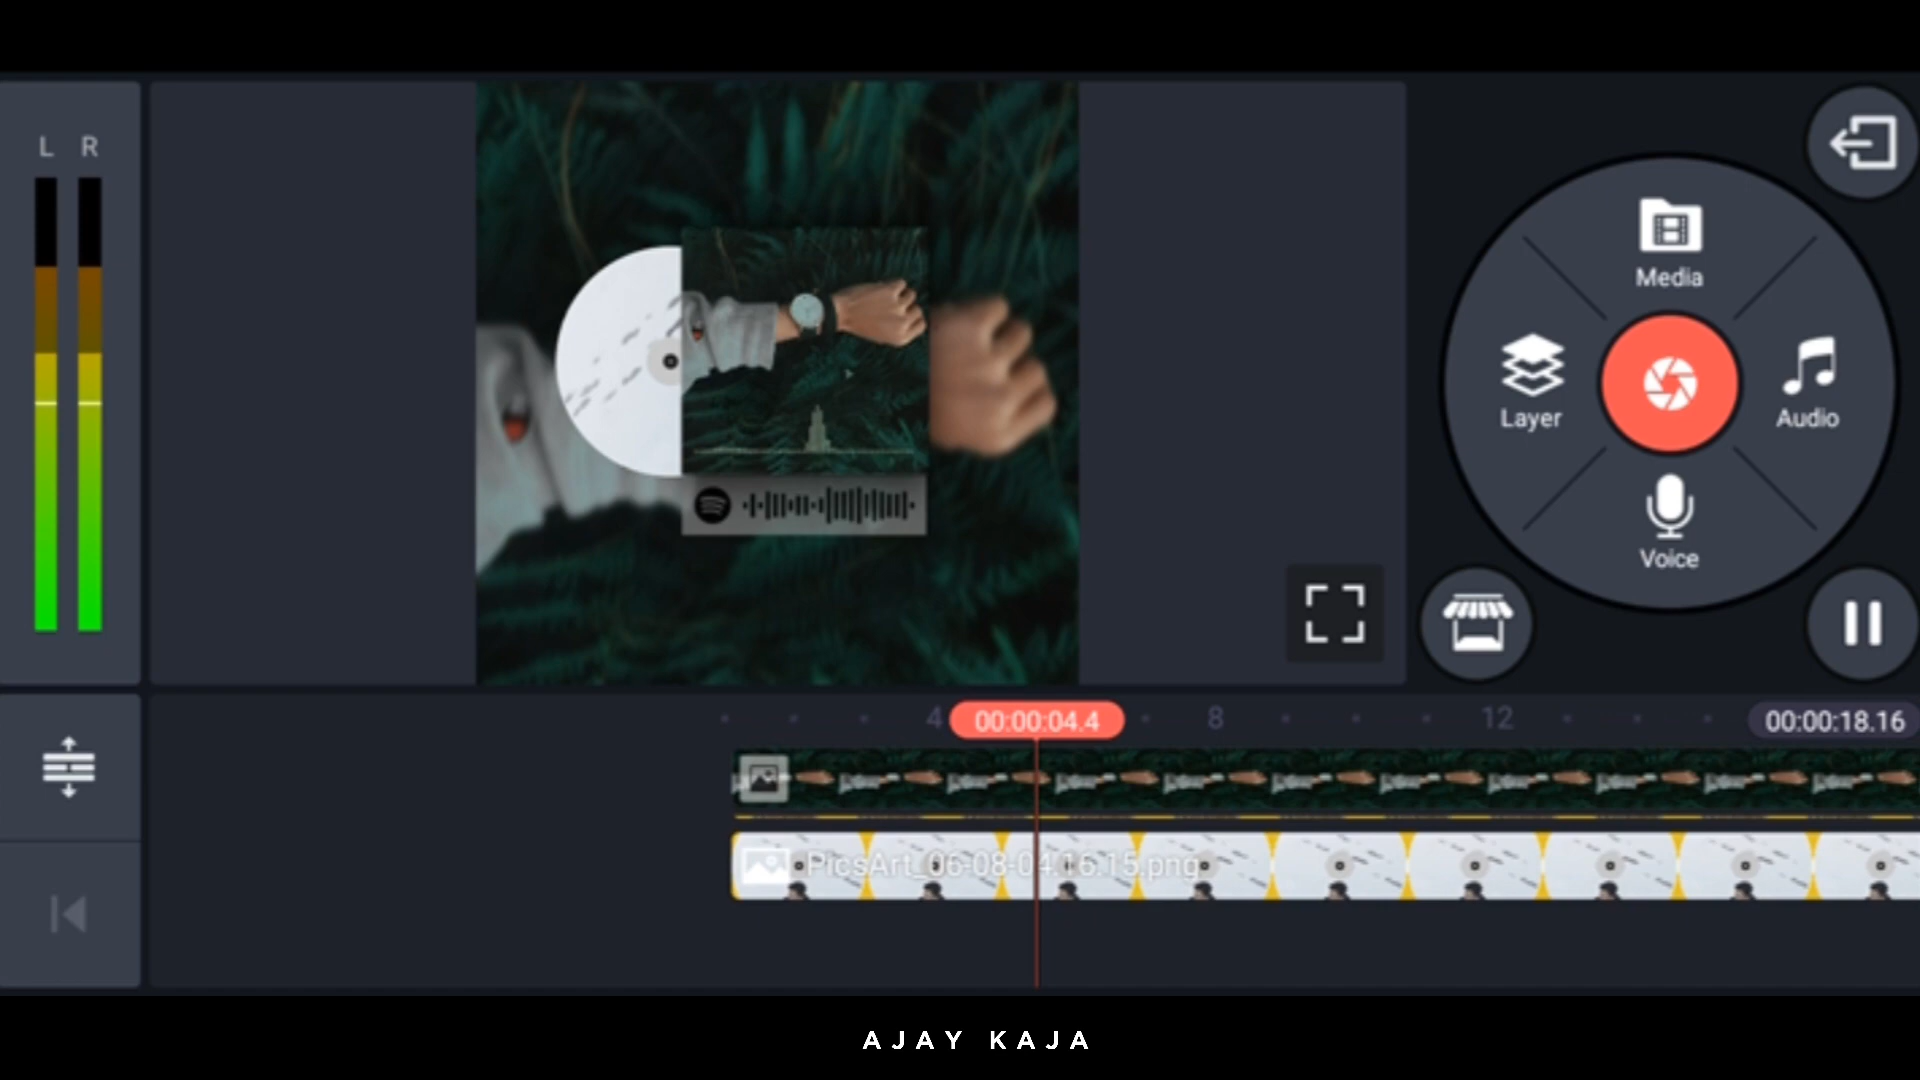 L R
Media
Layer
Audio
Voice
4
00:00:04.4
8
12
00:00:18.16
PicsArt_06-08-04.16.15.png
AJAY KAJA